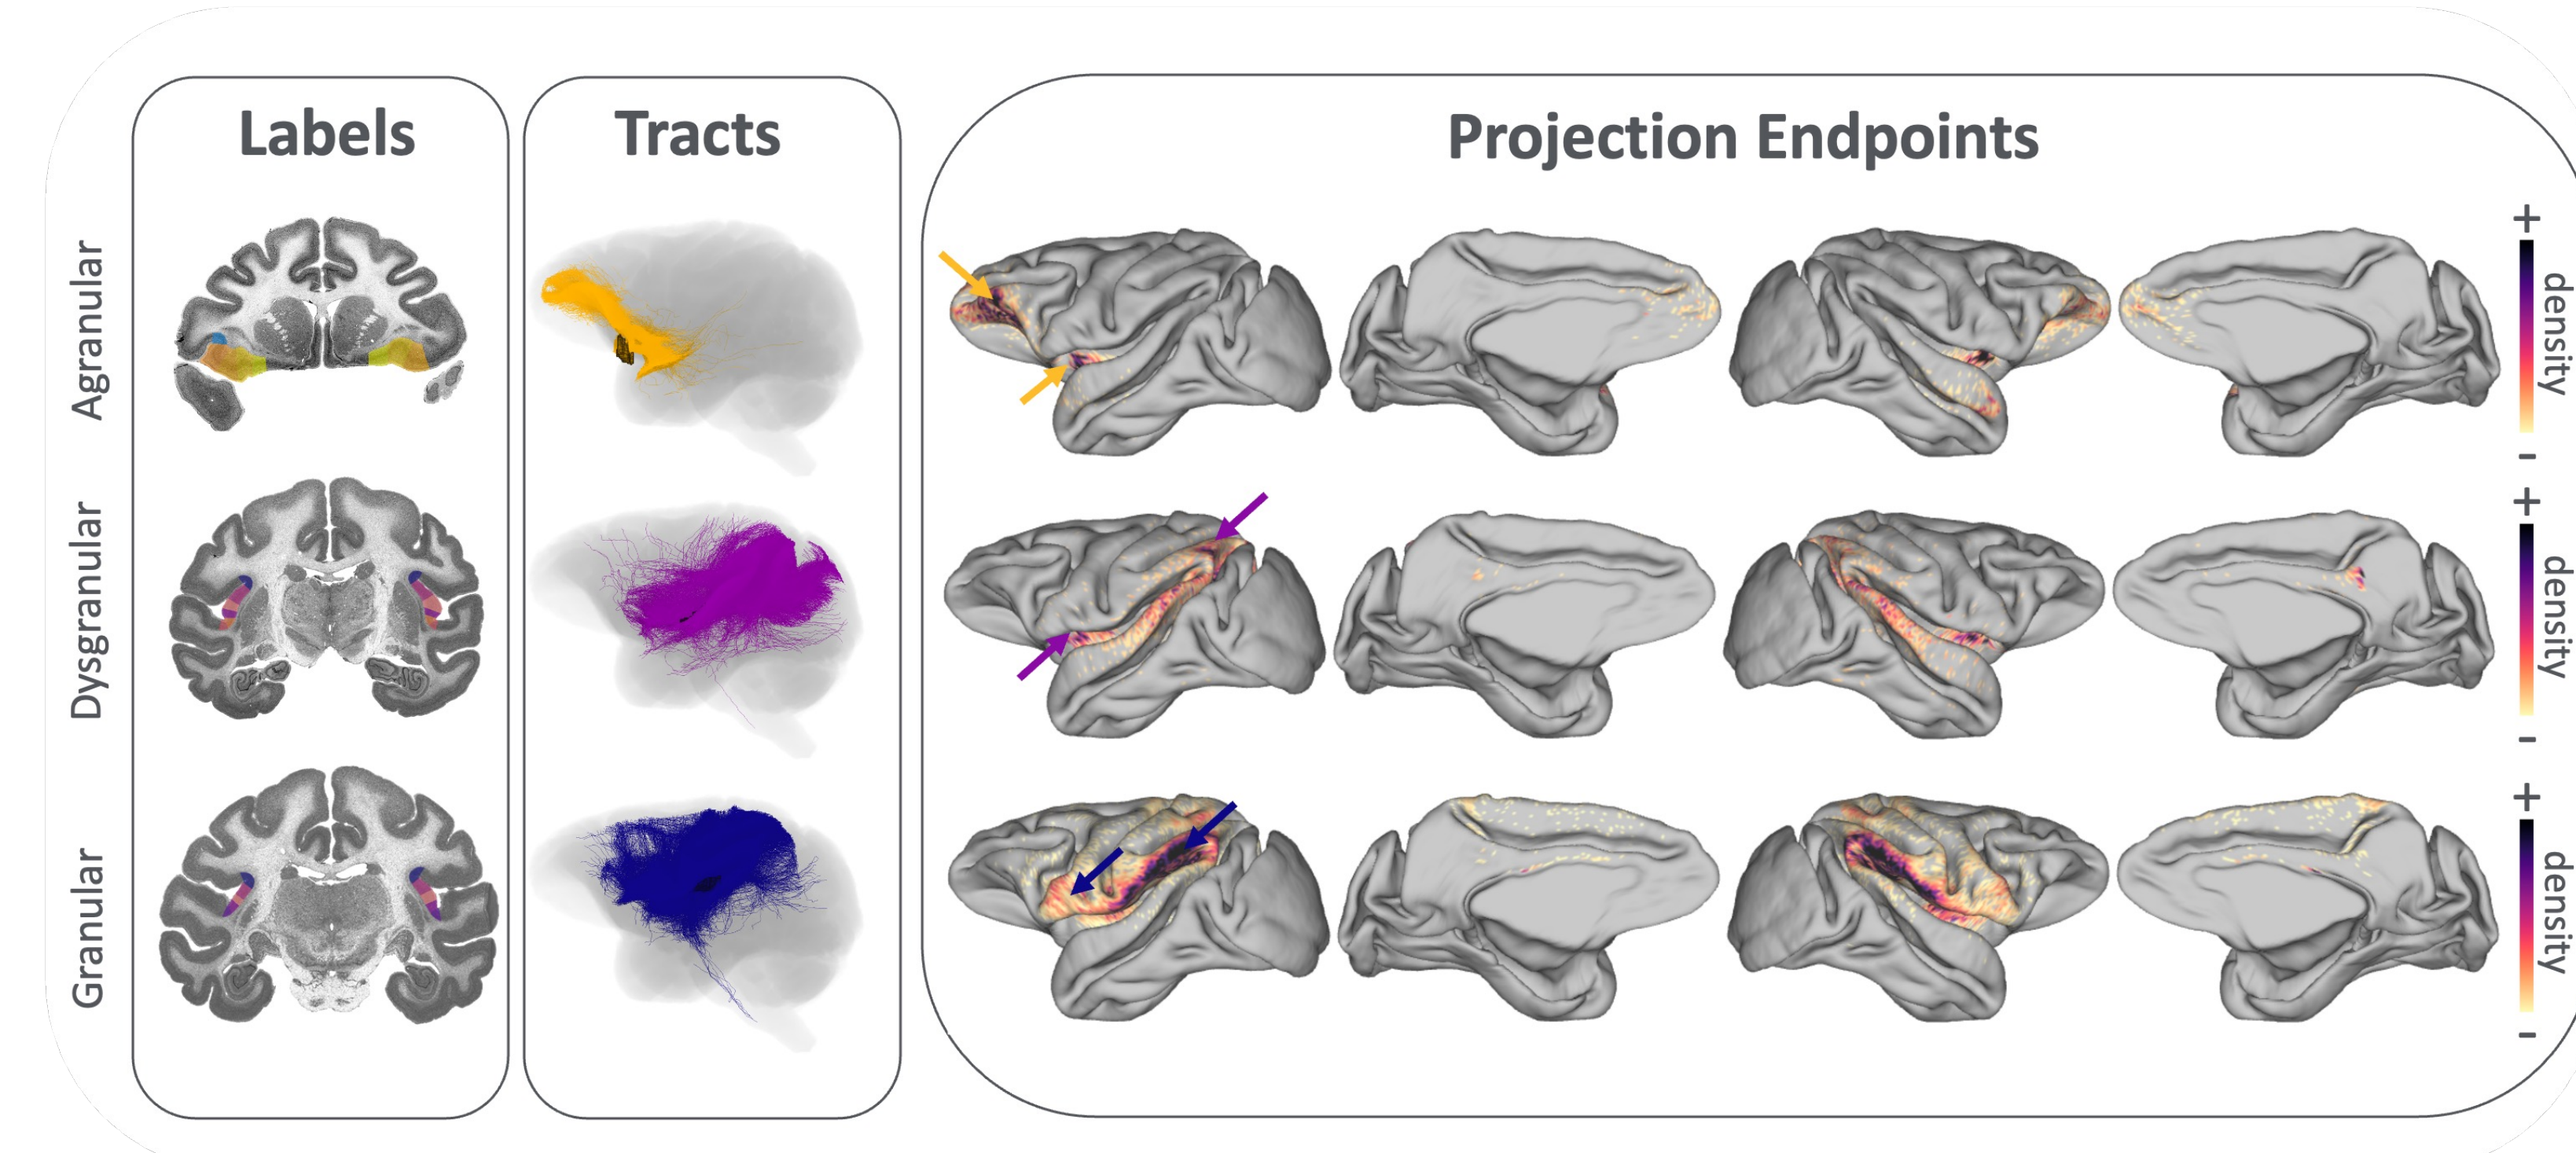 Labels
Tracts
Projection Endpoints
Agranular
+
density
-
Dysgranular
+
density
-
Granular
+
density
-